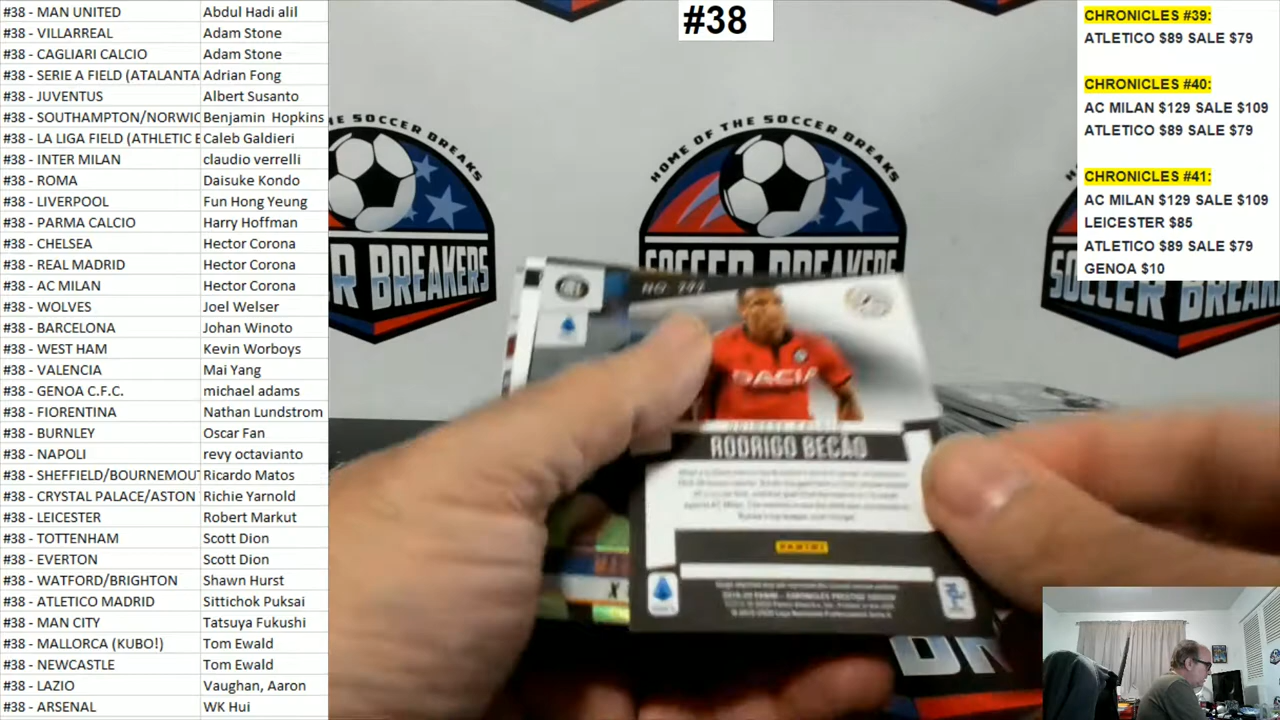 #38 - MAN UNITED Abdul Hadi alil
#38 - VILLARREAL Adam Stone
#38 - CAGLIARI CALCIO Adam Stone
#38 - SERIE A FIELD (ATALANTA Adrian Fong
#38 - JUVENTUS Albert Susanto
#38 - SOUTHAMPTON/NORWIC Benjamin Hopkins
#38 - LA LIGA FIELD (ATHLETIC B Caleb Galdieri
#38 - INTER MILAN claudio verrelli
#38 - ROMA Daisuke Kondo
#38 - LIVERPOOL Fun Hong Yeung
#38 - PARMA CALCIO Harry Hoffman
#38 - CHELSEA Hector Corona
#38 - REAL MADRID Hector Corona
#38 - AC MILAN Hector Corona
#38 - WOLVES Joel Welser
#38 - BARCELONA Johan Winoto
#38 - WEST HAM Kevin Worboys
#38 - VALENCIA Mai Yang
#38 - GENOA C.F.C. michael adams
#38 - FIORENTINA Nathan Lundstrom
#38 - BURNLEY Oscar Fan
#38 - NAPOLI revy octavianto
#38 - SHEFFIELD/BOURNEMOUT Ricardo Matos
#38 - CRYSTAL PALACE/ASTON Richie Yarnold
#38 - LEICESTER Robert Markut
#38 - TOTTENHAM Scott Dion
#38 - EVERTON Scott Dion
#38 - WATFORD/BRIGHTON Shawn Hurst
#38 - ATLETICO MADRID Sittichok Puksai
#38 - MAN CITY Tatsuya Fukushi
#38 - MALLORCA (KUBO!) Tom Ewald
#38 - NEWCASTLE Tom Ewald
#38 - LAZIO Vaughan, Aaron
#38 - ARSENAL WK Hui
#38
SOCCER BREAKERS
HE SOCCER BREAKS
R BREAKERS
HOME OF THE SOCCER BREAKS
SOCCER BREAKERS
HOME OF
SOC
BRE
DACIA
UDINESE CALCIO
RODRIGO BECÃO
PANINI
CHRONICLES #39:
ATLETICO $89 SALE $79
CHRONICLES #40:
AC MILAN $129 SALE $109
ATLETICO $89 SALE $79
CHRONICLES #41:
AC MILAN $129 SALE $109
LEICESTER $85
ATLETICO $89 SALE $79
GENOA $10